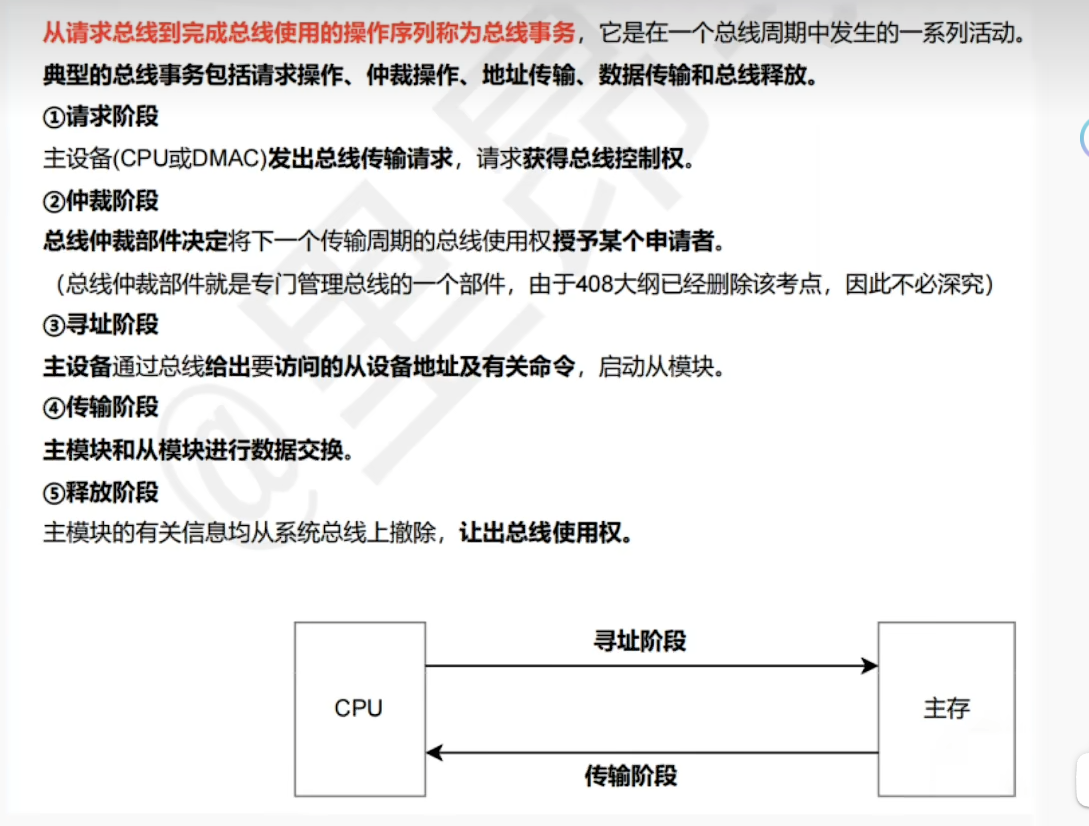 从请求总线到完成总线使用的操作序列称为总线事务，它是在一个总线周期中发生的一系列活动。
典型的总线事务包括请求操作、仲裁操作、地址传输、数据传输和总线释放。
①请求阶段
主设备(CPU或DMAC)发出总线传输请求，请求获得总线控制权。
②仲裁阶段
总线仲裁部件决定将下一个传输周期的总线使用权授予某个申请者。
（总线仲裁部件就是专门管理总线的一个部件，由于408大纲已经删除该考点，因此不必深究）
③寻址阶段
主设备通过总线给出要访问的从设备地址及有关命令，启动从模块。
④传输阶段
主模块和从模块进行数据交换。
⑤释放阶段
主模块的有关信息均从系统总线上撤除，让出总线使用权。
寻址阶段
CPU
主存
传输阶段
@里昂